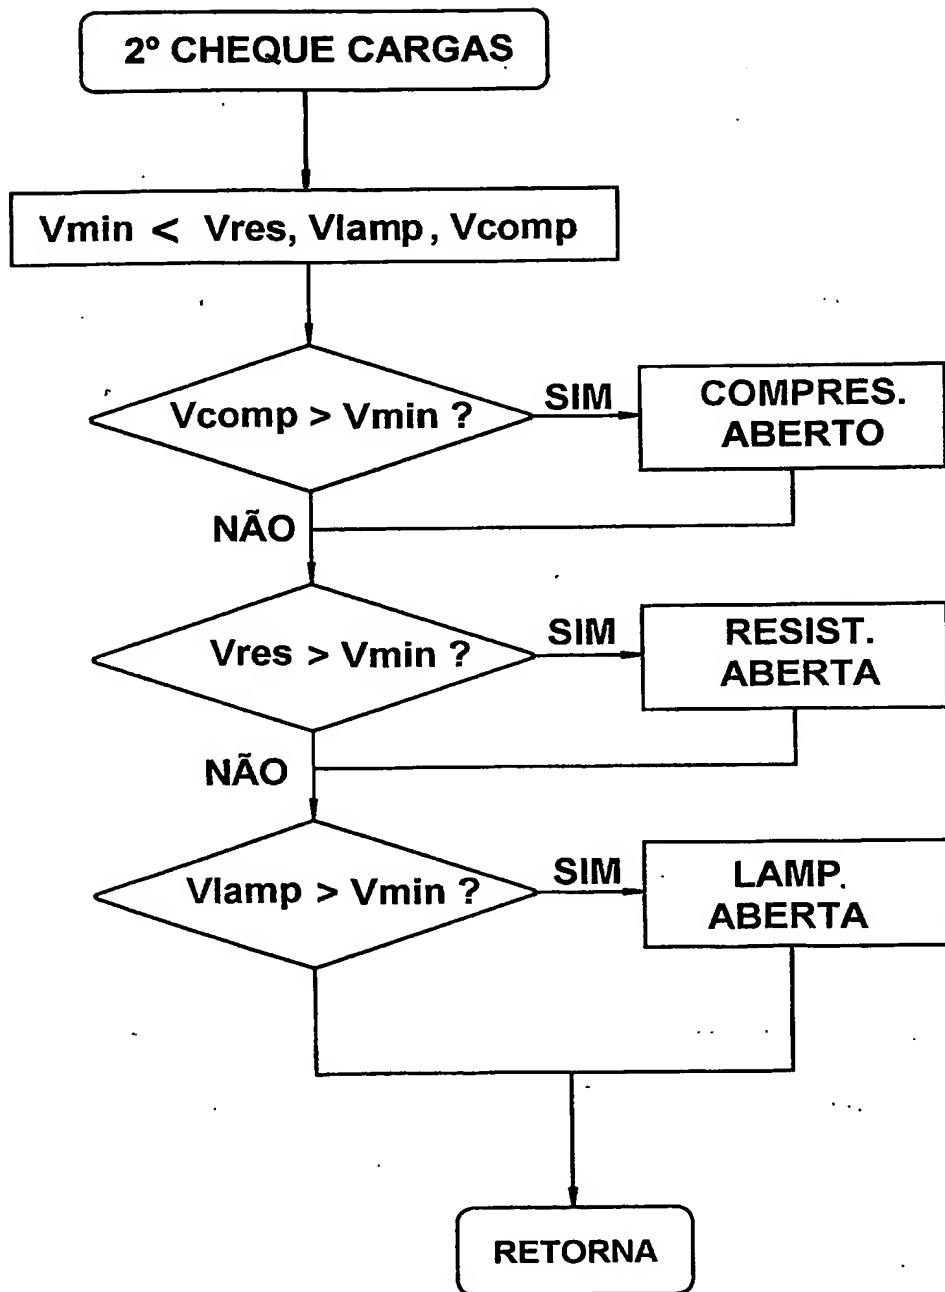 2º CHEQUE CARGAS
Vmin < Vres, Vlamp, Vcomp
Vcomp > Vmin ?
SIM
COMPRES.
ABERTO
NÃO
Vres > Vmin ?
SIM
RESIST.
ABERTA
NÃO
Vlamp > Vmin ?
SIM
LAMP.
ABERTA
RETORNA